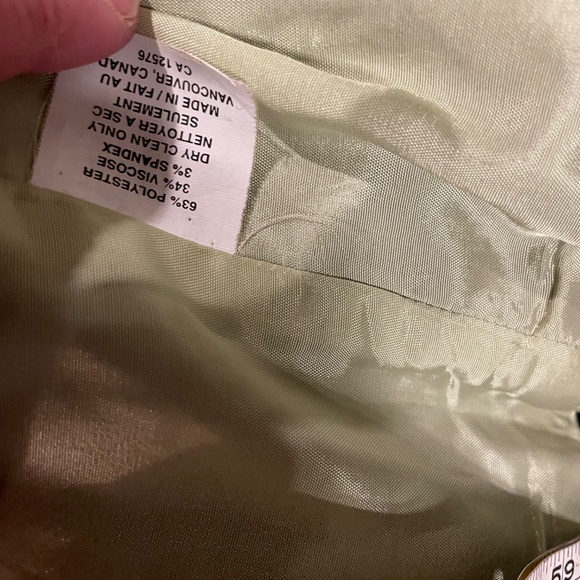 63% POLYESTER
34% VISCOSE
3% SPANDEX
DRY CLEAN ONLY
NETTOYER A SEC
SEULEMENT
MADE IN / FAIT AU
VANCOUVER, CANAD
CA 12576
59